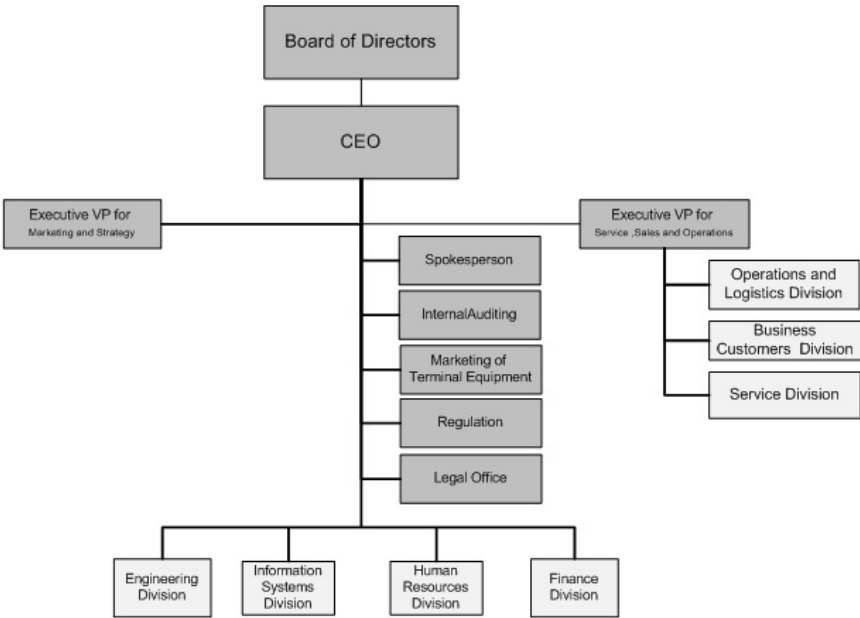 Board of Directors
CEO
Executive VP for
Marketing and Strategy
Executive VP for
Service ,Sales and Operations
Spokesperson
InternalAuditing
Marketing of
Terminal Equipment
Regulation
Legal Office
Operations and
Logistics Division
Business
Customers Division
Service Division
Engineering
Division
Information
Systems
Division
Human
Resources
Division
Finance
Division